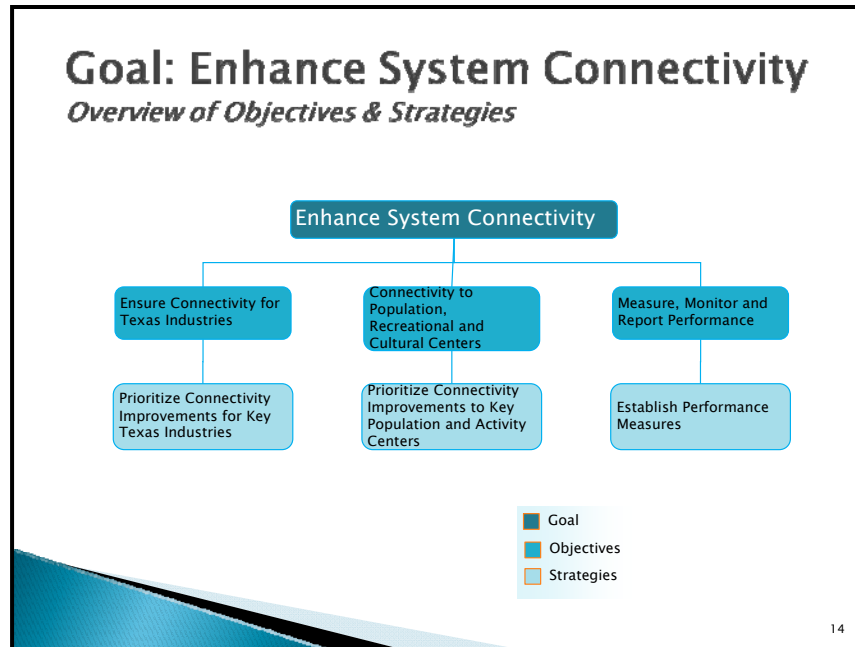 Goal: Enhance System Connectivity
Overview of Objectives & Strategies
Enhance System Connectivity
Ensure Connectivity for
Texas Industries
Connectivity to
Population,
Recreational and
Cultural Centers
Measure, Monitor and
Report Performance
Prioritize Connectivity
Improvements for Key
Texas Industries
Prioritize Connectivity
Improvements to Key
Population and Activity
Centers
Establish Performance
Measures
Goal
Objectives
Strategies
14